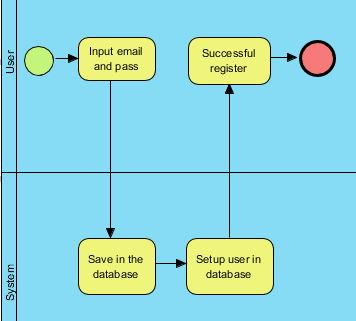 User
Input email
and pass
Successful
register
System
Save in the
database
Setup user in
database